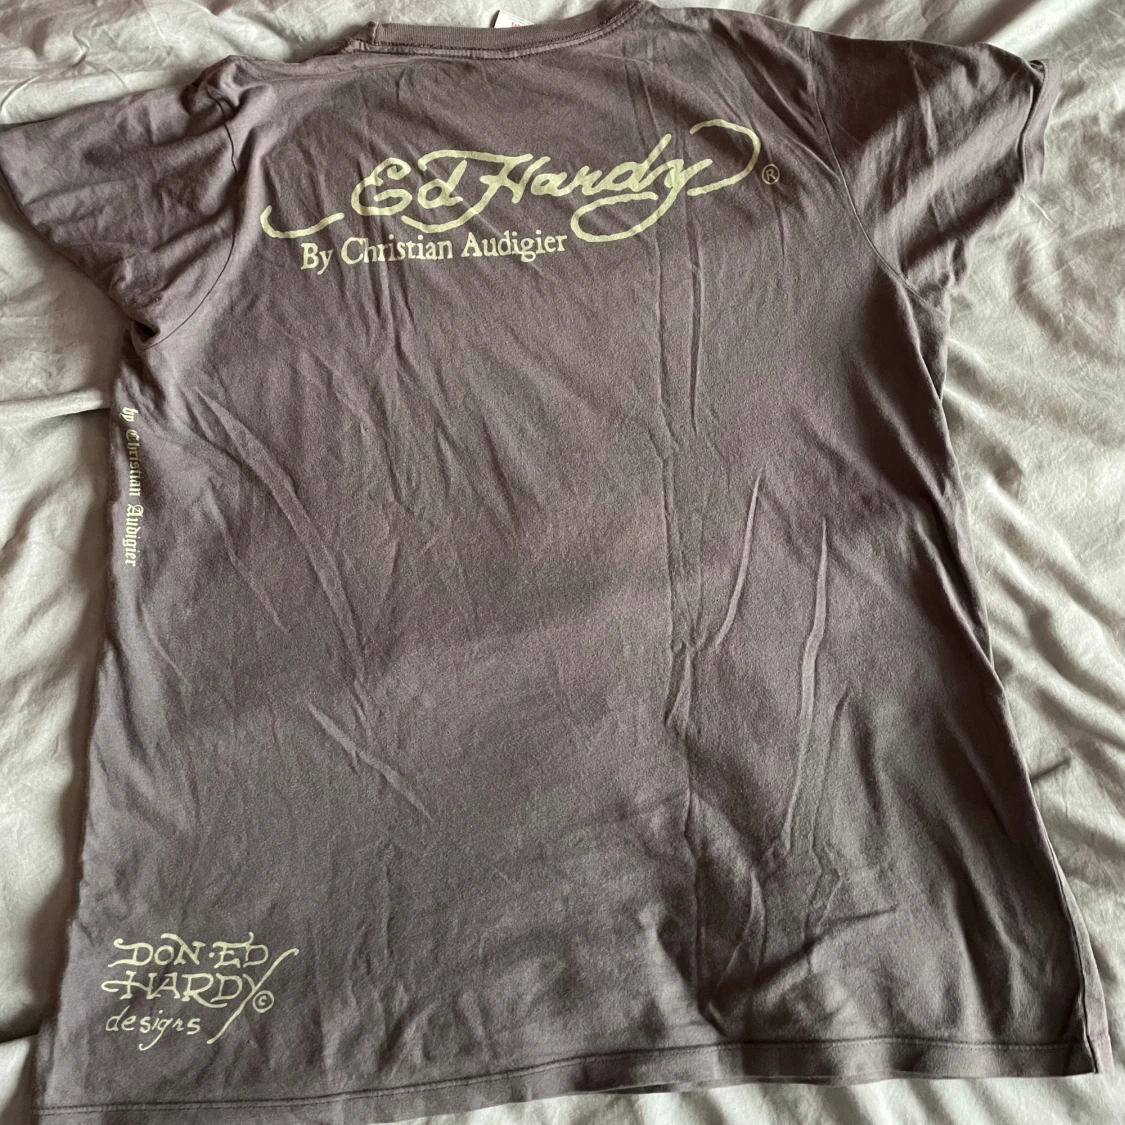 Ed Hardy ®
By Christian Audigier
by Christian Audigier
DON·ED
HARDY ©
designs